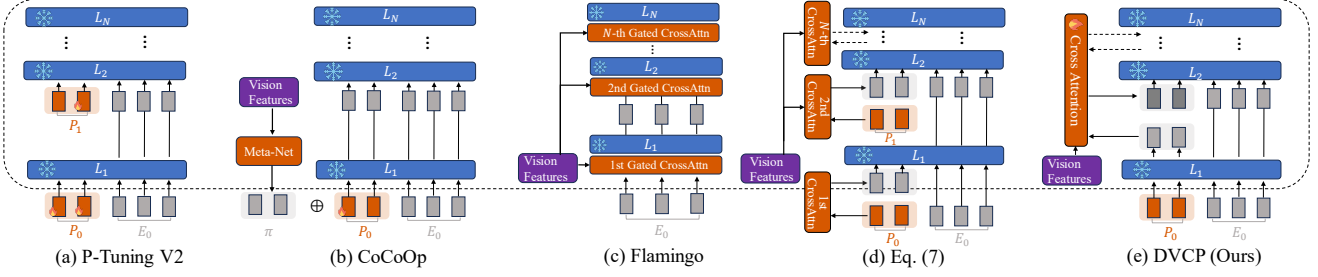 L_N
L_2
P_1
L_1
P_0
E_0
(a) P-Tuning V2
L_N
L_2
Vision
Features
Meta-Net
L_1
π
⊕
P_0
E_0
(b) CoCoOp
L_N
N-th Gated CrossAttn
L_2
2nd Gated CrossAttn
L_1
1st Gated CrossAttn
Vision
Features
E_0
(c) Flamingo
N-th
CrossAttn
L_N
L_2
2nd
CrossAttn
P_1
Vision
Features
L_1
1st
CrossAttn
P_0
E_0
(d) Eq. (7)
L_N
Cross Attention
L_2
Vision
Features
L_1
P_0
E_0
(e) DVCP (Ours)